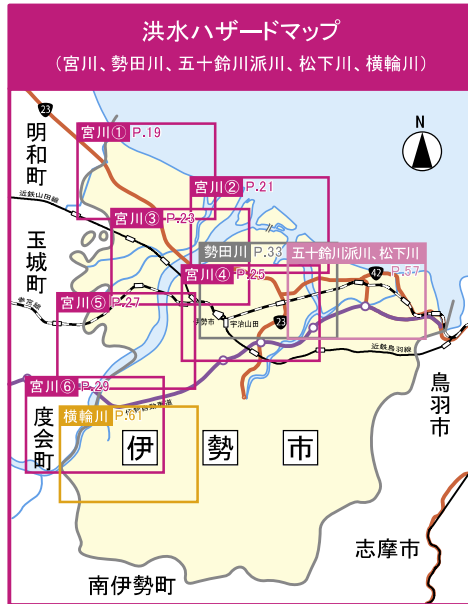 洪水ハザードマップ
（宮川、勢田川、五十鈴川派川、松下川、横輪川）
23
N
明和町
宮川① P.19
近鉄山田線
宮川② P.21
宮川③ P.23
玉城町
勢田川 P.33
五十鈴川派川、松下川
P.57
宮川④ P.25
42
参宮線
宮川⑤ P.27
伊勢市
宇治山田
23
近鉄鳥羽線
宮川⑥ P.29
鳥羽市
度会町
横輪川 P.61
伊勢市
志摩市
南伊勢町